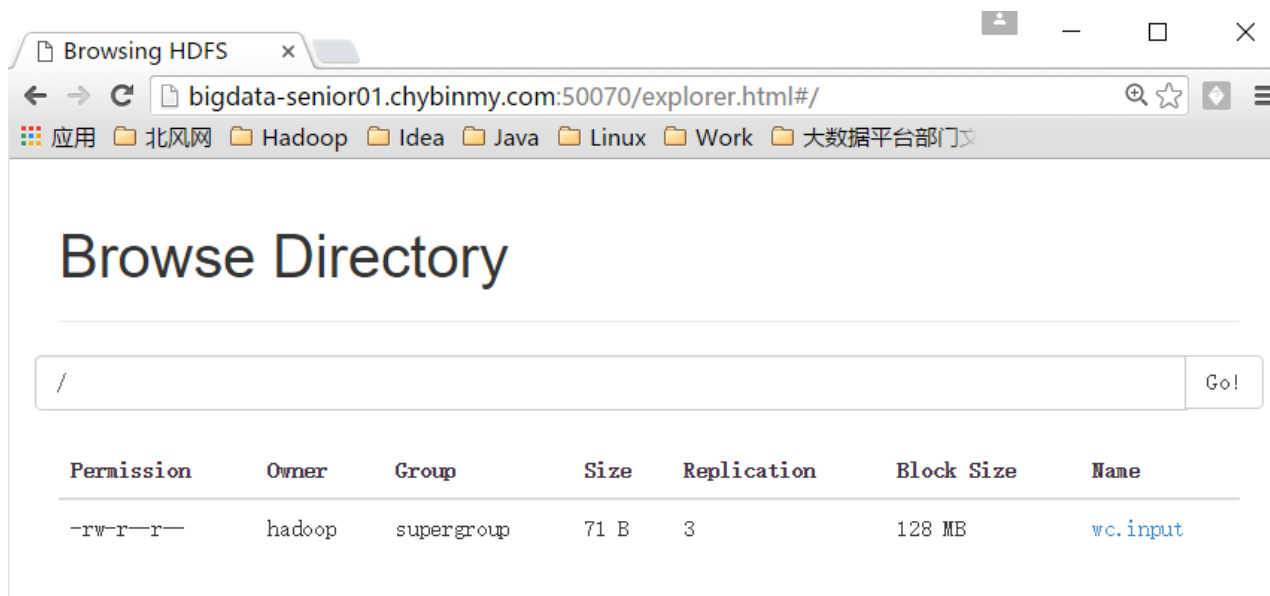 Browsing HDFS ×
bigdata-senior01.chybinmy.com:50070/explorer.html#/
应用 北风网 Hadoop Idea Java Linux Work 大数据平台部门文
Browse Directory
/ Go!
Permission Owner Group Size Replication Block Size Name
-rw-r--r-- hadoop supergroup 71 B 3 128 MB wc.input